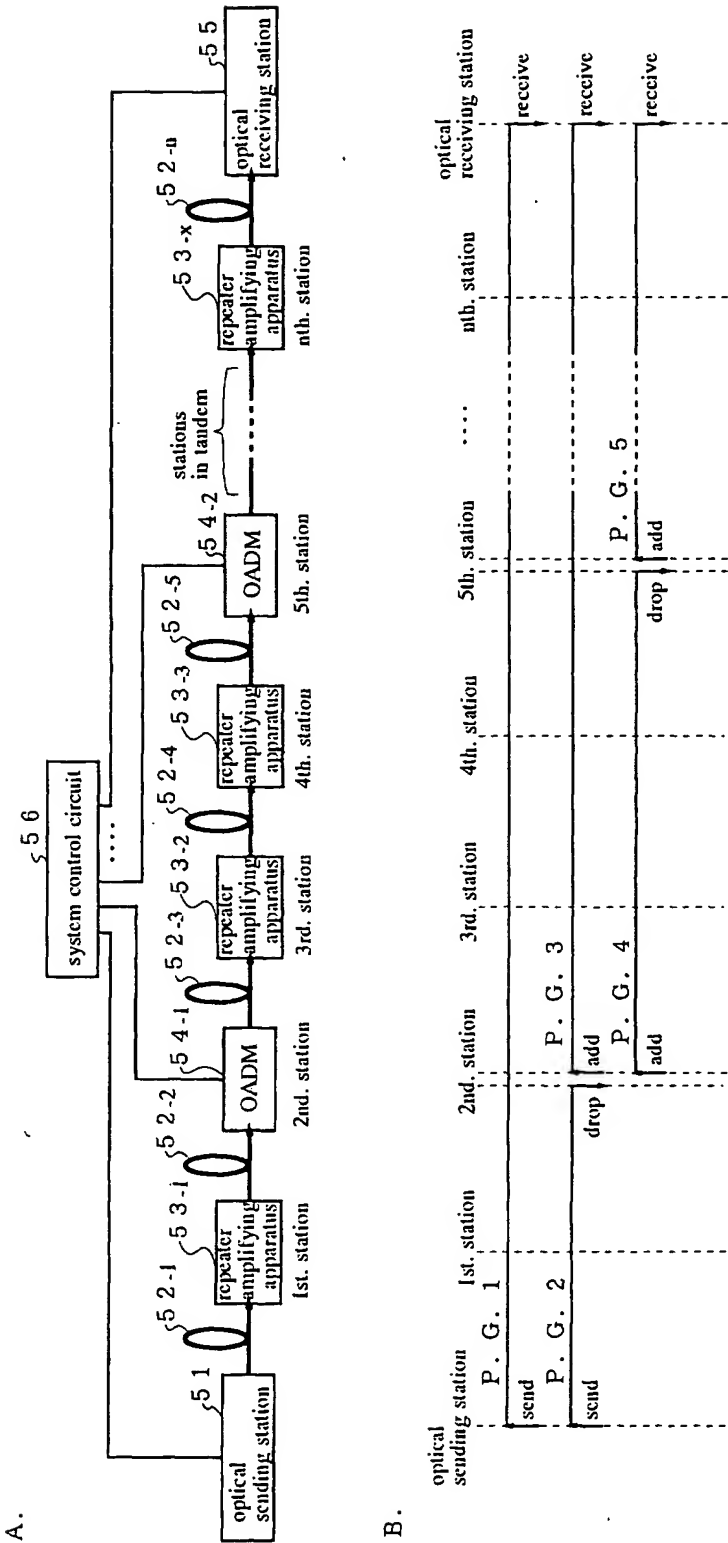 A.
56
system control circuit
....
51
optical
sending station
52-1
53-1
repeater
amplifying
apparatus
1st. station
52-2
54-1
OADM
2nd. station
52-3
53-2
repeater
amplifying
apparatus
3rd. station
52-4
53-3
repeater
amplifying
apparatus
4th. station
52-5
54-2
OADM
5th. station
stations
in tandem
53-x
repeater
amplifying
apparatus
nth. station
52-n
55
optical
receiving station
B.
optical
sending station
1st. station
2nd. station
3rd. station
4th. station
5th. station
....
nth. station
optical
receiving station
P. G. 1
send
receive
P. G. 2
send
drop
P. G. 3
add
receive
P. G. 4
add
drop
P. G. 5
add
receive